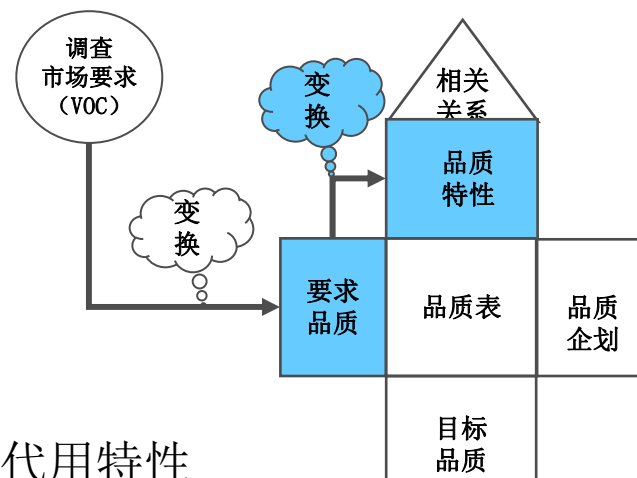 调查
市场要求
（VOC）
变
换
相关
关系
品质
特性
变
换
要求
品质
品质表
品质
企划
目标
品质
代用特性